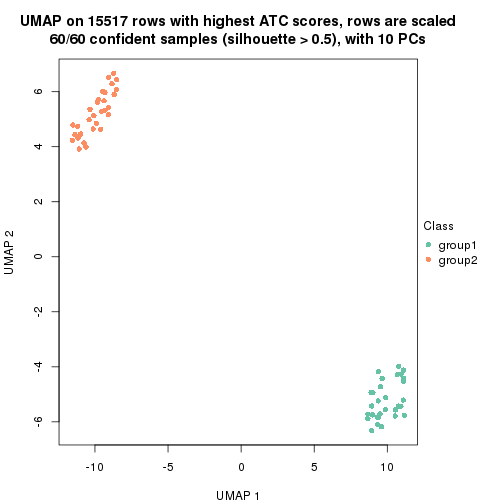 UMAP on 15517 rows with highest ATC scores, rows are scaled
60/60 confident samples (silhouette > 0.5), with 10 PCs
6
4
2
0
-2
-4
-6
UMAP 2
-10
-5
0
5
10
UMAP 1
Class
group1
group2